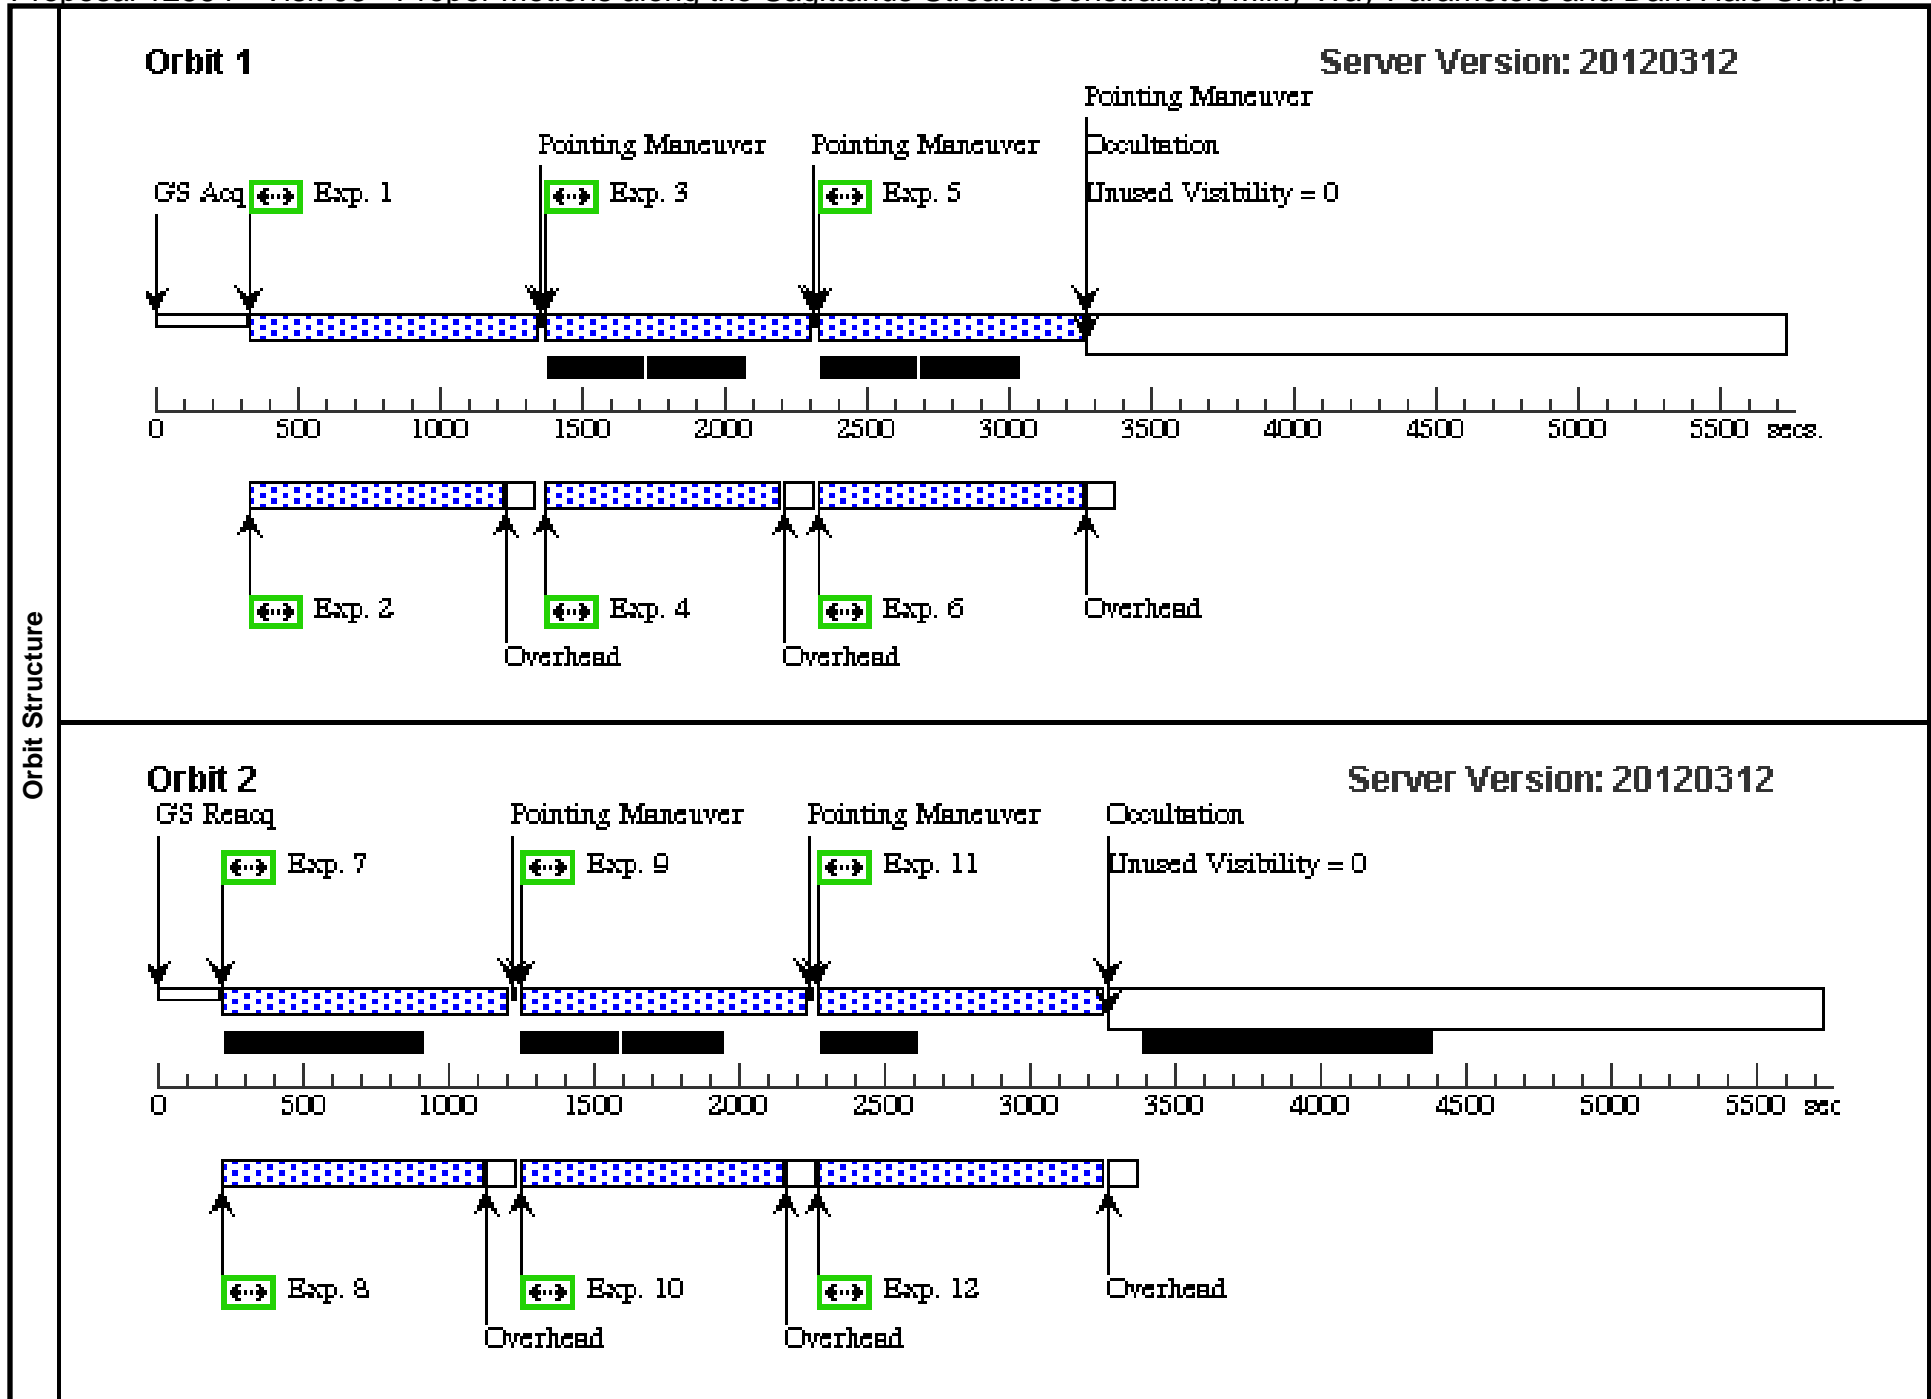 Orbit Structure
Orbit 1
Server Version: 20120312
Pointing Maneuver
Pointing Maneuver
Pointing Maneuver
Occultation
GS Acq
Exp. 1
Exp. 3
Exp. 5
Unused Visibility = 0
0 500 1000 1500 2000 2500 3000 3500 4000 4500 5000 5500 secs.
Exp. 2
Exp. 4
Exp. 6
Overhead
Overhead
Overhead
Orbit 2
Server Version: 20120312
GS Reacq
Pointing Maneuver
Pointing Maneuver
Occultation
Exp. 7
Exp. 9
Exp. 11
Unused Visibility = 0
0 500 1000 1500 2000 2500 3000 3500 4000 4500 5000 5500 sec
Exp. 8
Exp. 10
Exp. 12
Overhead
Overhead
Overhead